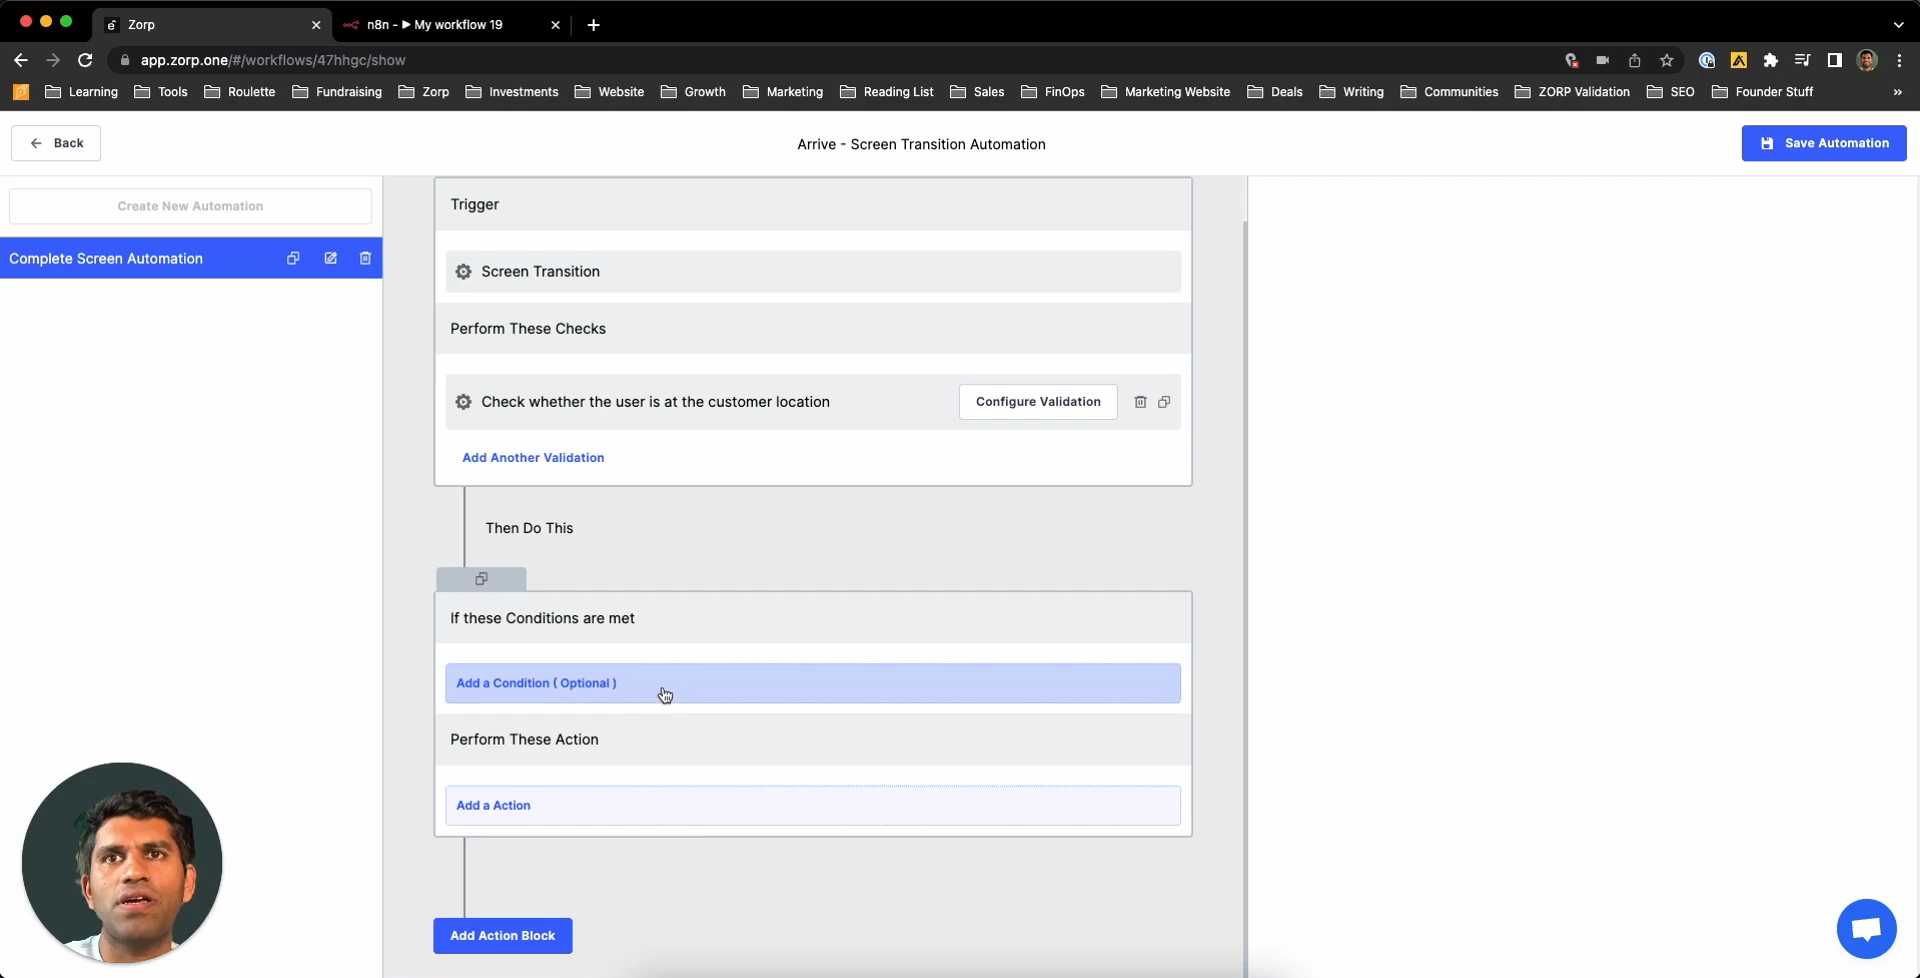 Zorp
n8n - ▶ My workflow 19
app.zorp.one/#/workflows/47hhgc/show
Learning
Tools
Roulette
Fundraising
Zorp
Investments
Website
Growth
Marketing
Reading List
Sales
FinOps
Marketing Website
Deals
Writing
Communities
ZORP Validation
SEO
Founder Stuff
»
Back
Arrive - Screen Transition Automation
Save Automation
Create New Automation
Complete Screen Automation
Trigger
Screen Transition
Perform These Checks
Check whether the user is at the customer location
Configure Validation
Add Another Validation
Then Do This
If these Conditions are met
Add a Condition ( Optional )
Perform These Action
Add a Action
Add Action Block